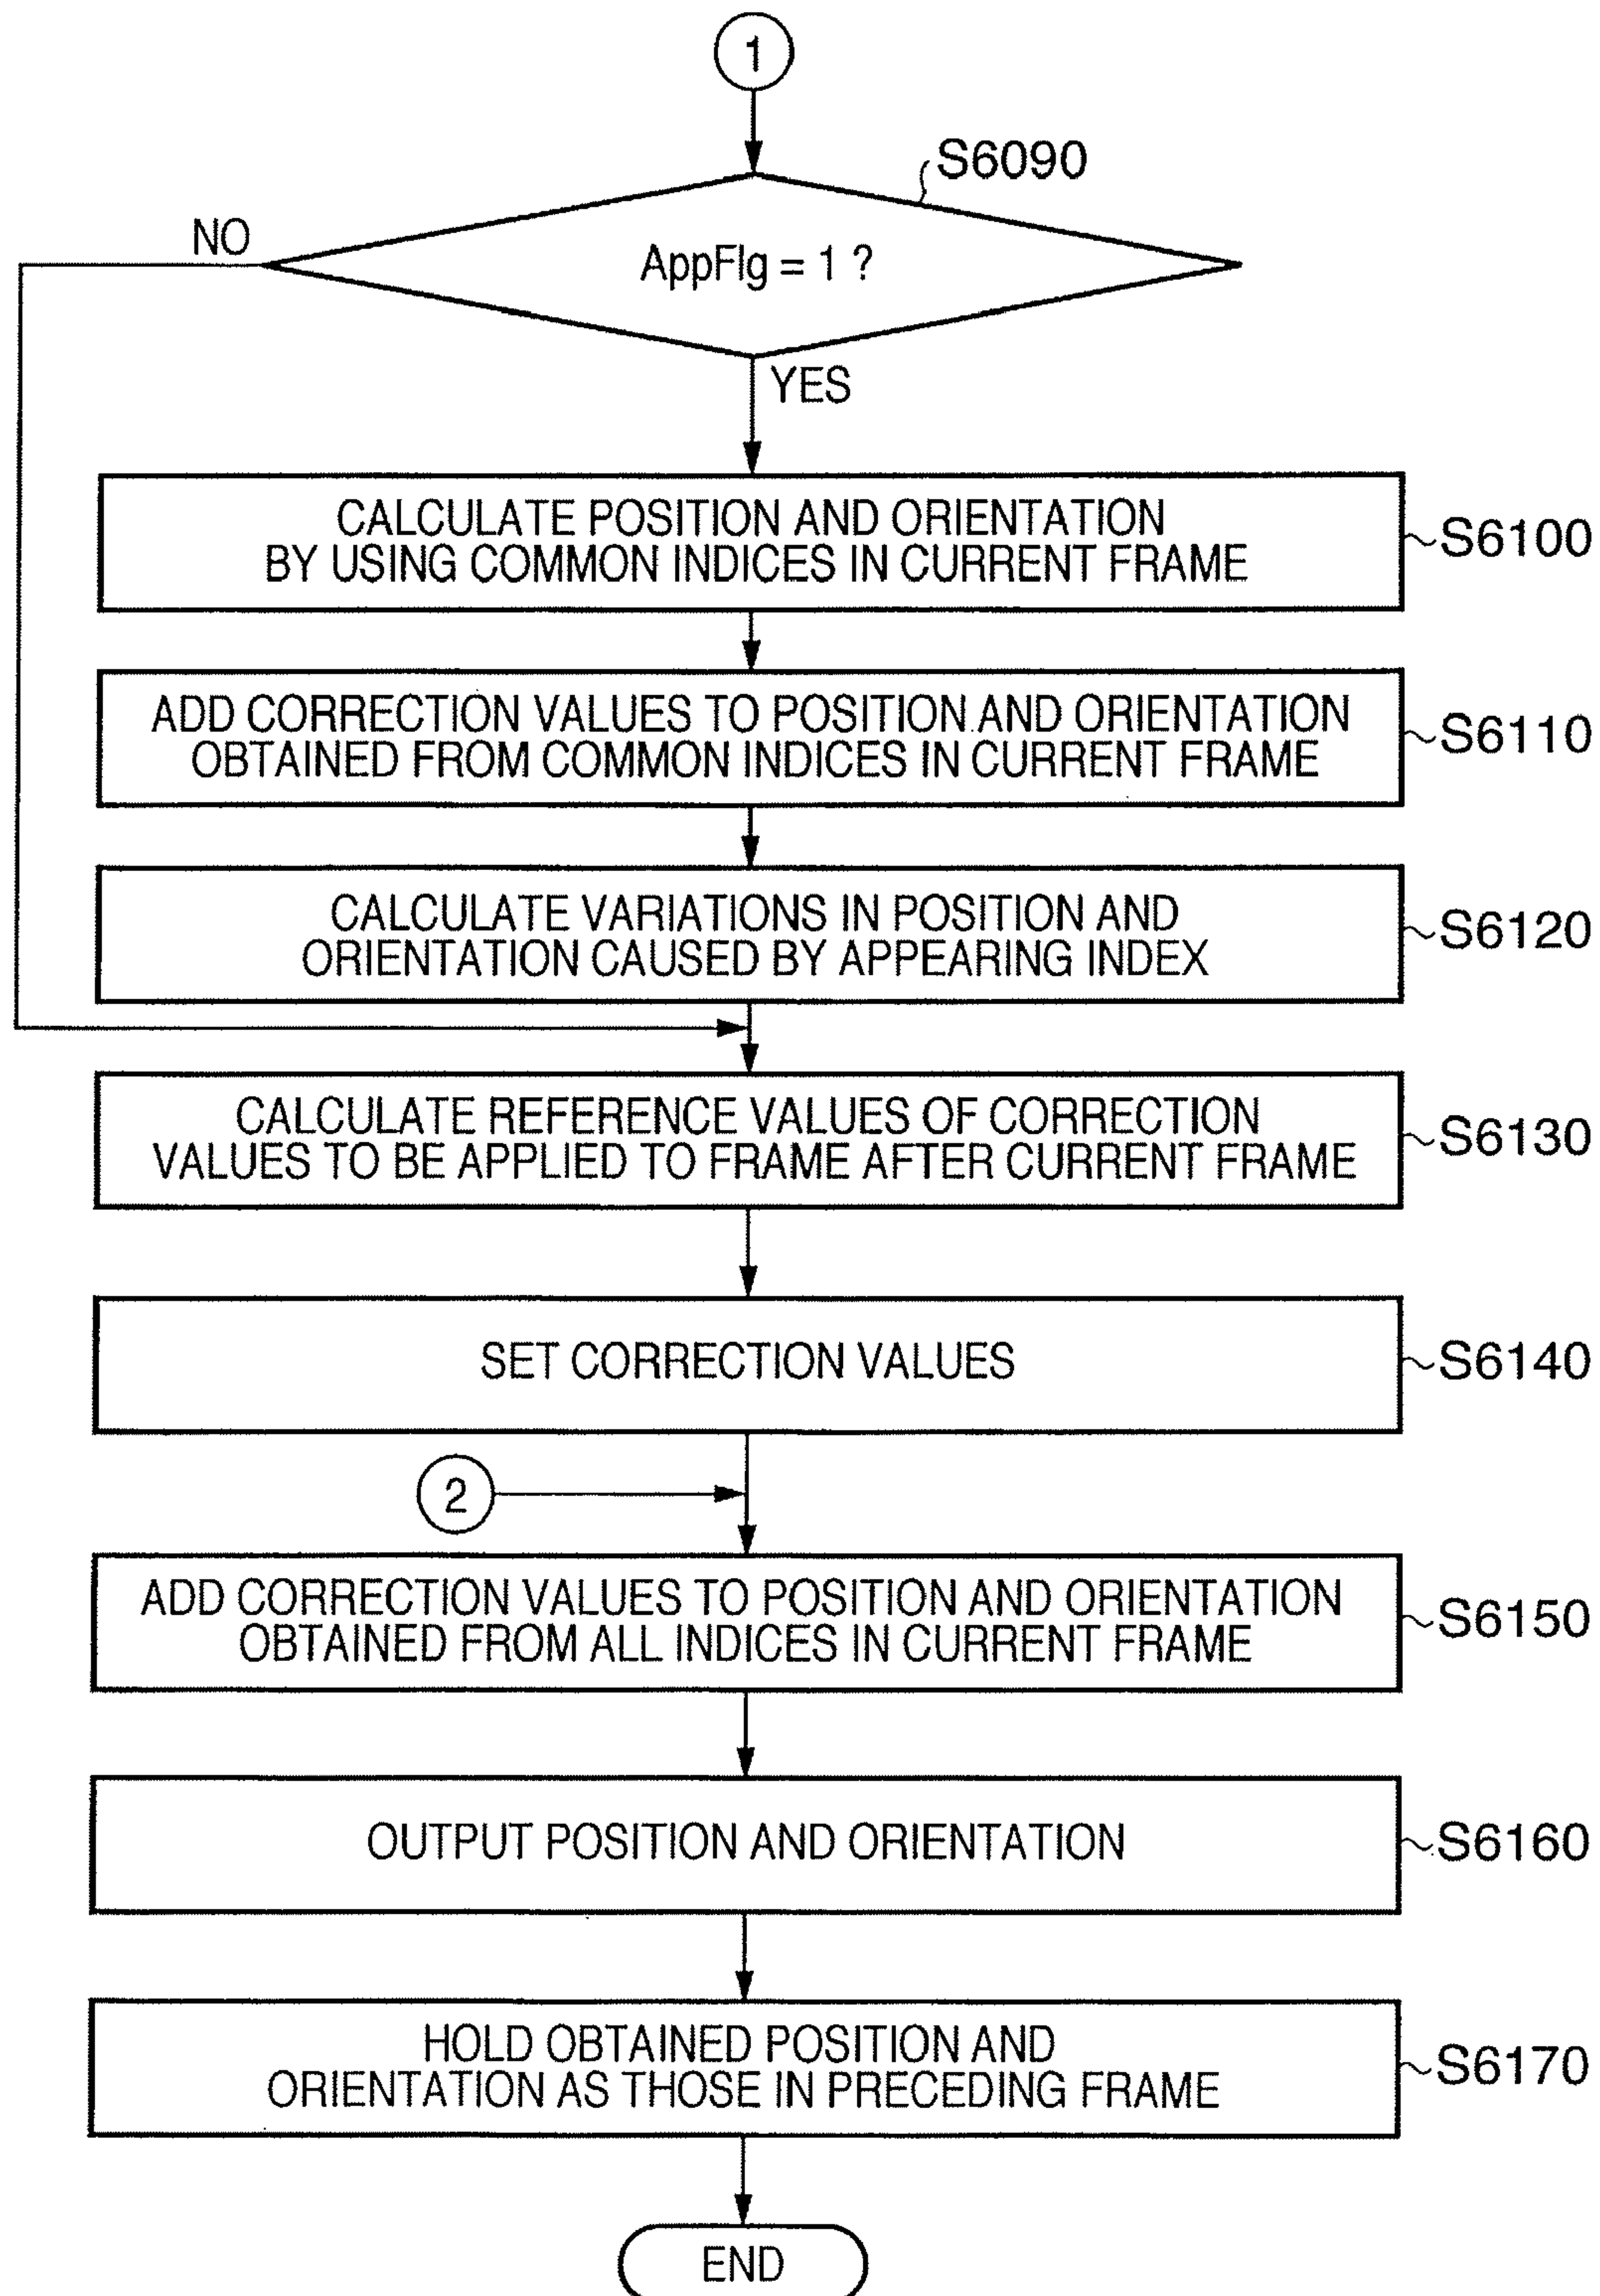 1
S6090
NO
AppFlg = 1 ?
YES
CALCULATE POSITION AND ORIENTATION
BY USING COMMON INDICES IN CURRENT FRAME
S6100
ADD CORRECTION VALUES TO POSITION AND ORIENTATION
OBTAINED FROM COMMON INDICES IN CURRENT FRAME
S6110
CALCULATE VARIATIONS IN POSITION AND
ORIENTATION CAUSED BY APPEARING INDEX
S6120
CALCULATE REFERENCE VALUES OF CORRECTION
VALUES TO BE APPLIED TO FRAME AFTER CURRENT FRAME
S6130
SET CORRECTION VALUES
S6140
2
ADD CORRECTION VALUES TO POSITION AND ORIENTATION
OBTAINED FROM ALL INDICES IN CURRENT FRAME
S6150
OUTPUT POSITION AND ORIENTATION
S6160
HOLD OBTAINED POSITION AND
ORIENTATION AS THOSE IN PRECEDING FRAME
S6170
END